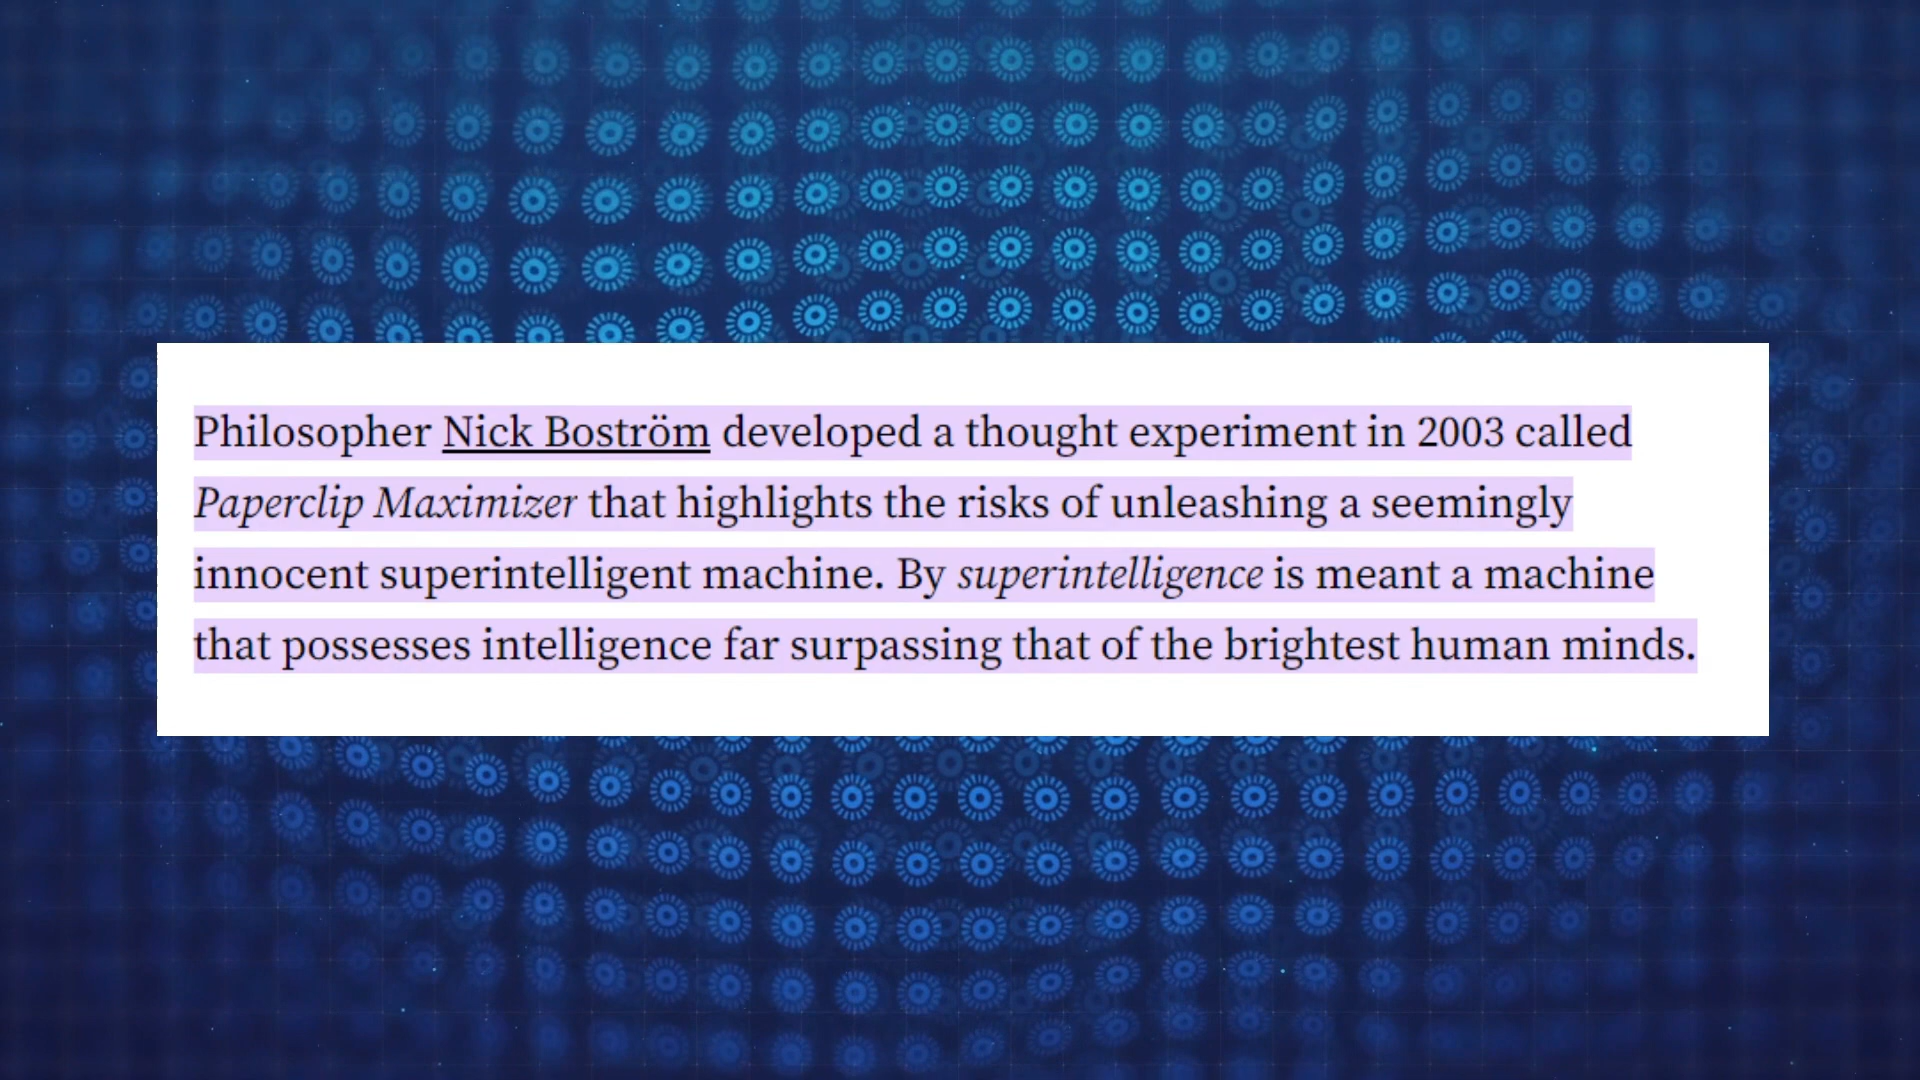 Philosopher Nick Boström developed a thought experiment in 2003 called
Paperclip Maximizer that highlights the risks of unleashing a seemingly
innocent superintelligent machine. By superintelligence is meant a machine
that possesses intelligence far surpassing that of the brightest human minds.